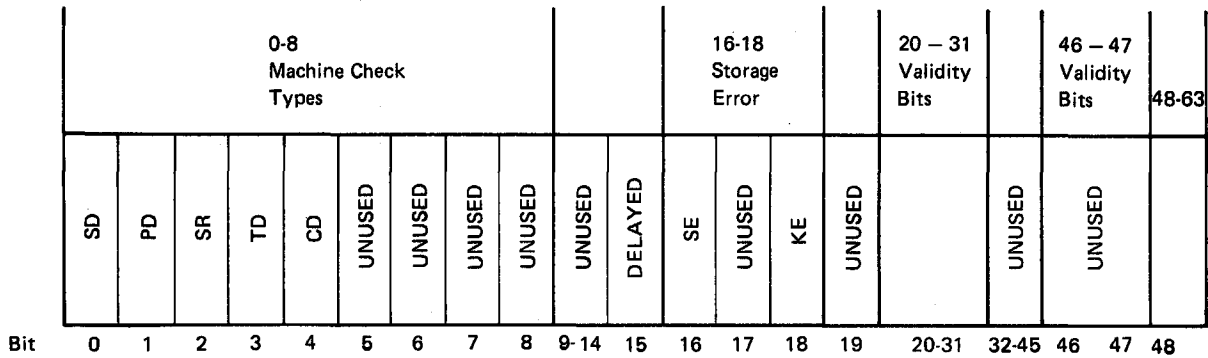 0-8
Machine Check
Types
16-18
Storage
Error
20 — 31
Validity
Bits
46 — 47
Validity
Bits
48-63
SD
PD
SR
TD
CD
UNUSED
UNUSED
UNUSED
UNUSED
UNUSED
DELAYED
SE
UNUSED
KE
UNUSED
UNUSED
UNUSED
Bit 0 1 2 3 4 5 6 7 8 9-14 15 16 17 18 19 20-31 32-45 46 47 48